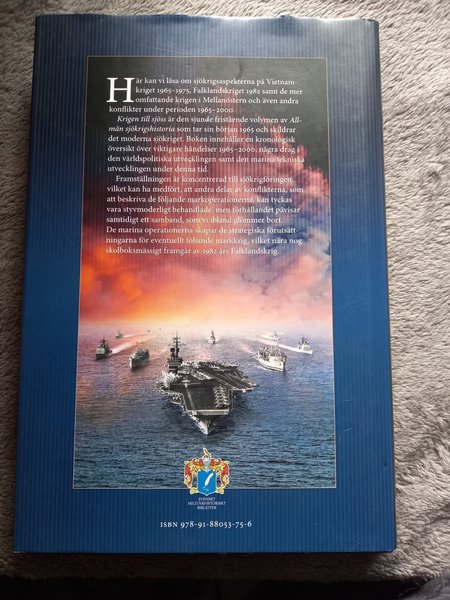 Här kan vi läsa om sjökrigsaspekterna på Vietnam-
kriget 1965–1975, Falklandskriget 1982 samt de mer
omfattande krigen i Mellanöstern och även andra
konflikter under perioden 1965–2000.
Krigen till sjöss är den sjunde fristående volymen av All-
män sjökrigshistoria som tar sin början 1965 och skildrar
det moderna sjökriget. Boken innehåller en kronologisk
översikt över viktigare händelser 1965–2000, några drag i
den världspolitiska utvecklingen samt den marina tekniska
utvecklingen under denna tid.
Framställningen är koncentrerad till sjökrigföringen,
vilket kan ha medfört, att andra delar av konflikterna, som
att beskriva de följande markoperationerna, kan tyckas
vara styvmoderligt behandlade, men förhållandet påvisar
samtidigt ett samband, som vi ibland glömmer bort.
De marina operationerna skapar de strategiska förutsätt-
ningarna för eventuellt följande markkrig, vilket nära nog
skolboksmässigt framgår av 1982 års Falklandskrig.
SVENSKT
MILITÄRHISTORISKT
BIBLIOTEK
ISBN 978-91-88053-75-6